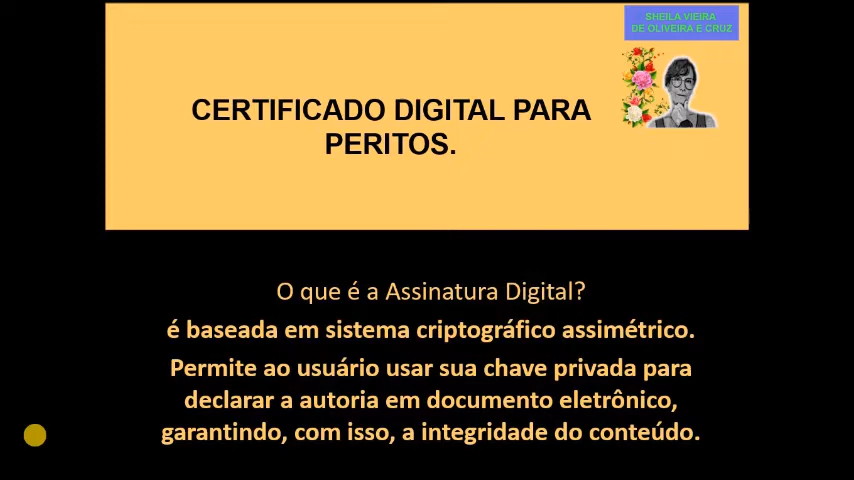 SHEILA VIEIRA
DE OLIVEIRA E CRUZ
CERTIFICADO DIGITAL PARA
PERITOS.
O que é a Assinatura Digital?
é baseada em sistema criptográfico assimétrico.
Permite ao usuário usar sua chave privada para
declarar a autoria em documento eletrônico,
garantindo, com isso, a integridade do conteúdo.